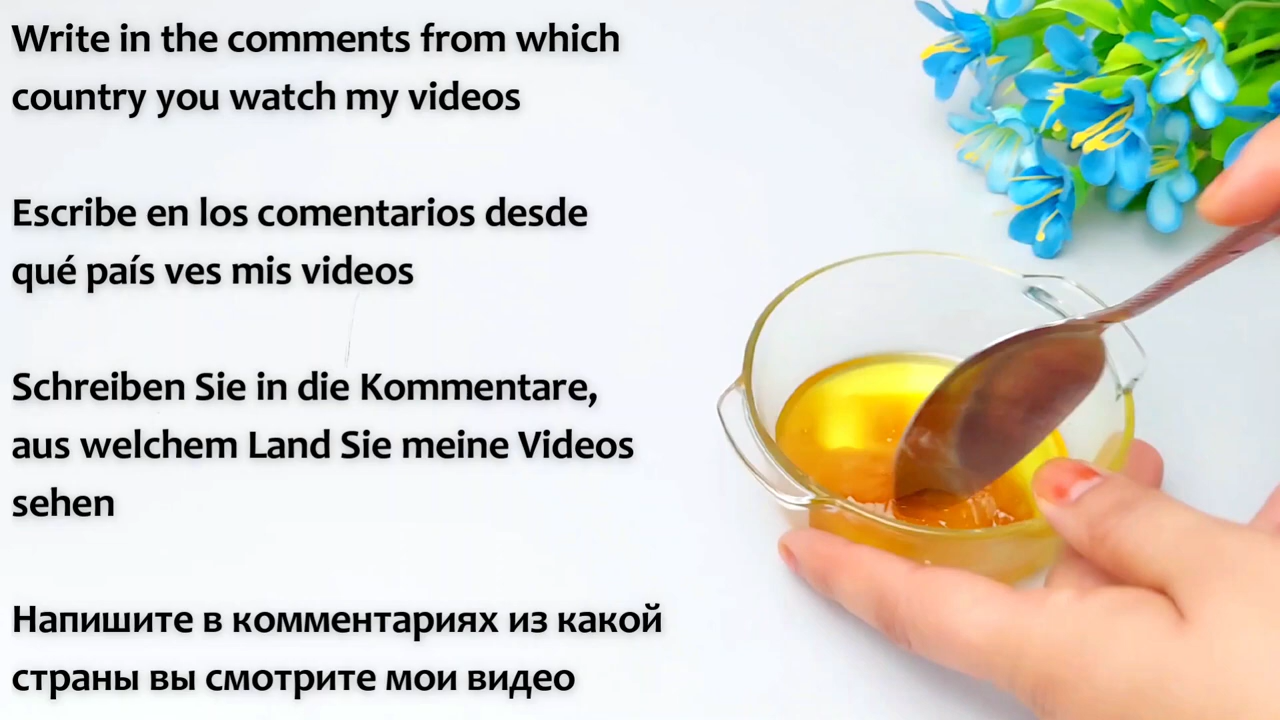 Write in the comments from which
country you watch my videos
Escribe en los comentarios desde
qué país ves mis videos
Schreiben Sie in die Kommentare,
aus welchem Land Sie meine Videos
sehen
Напишите в комментариях из какой
страны вы смотрите мои видео